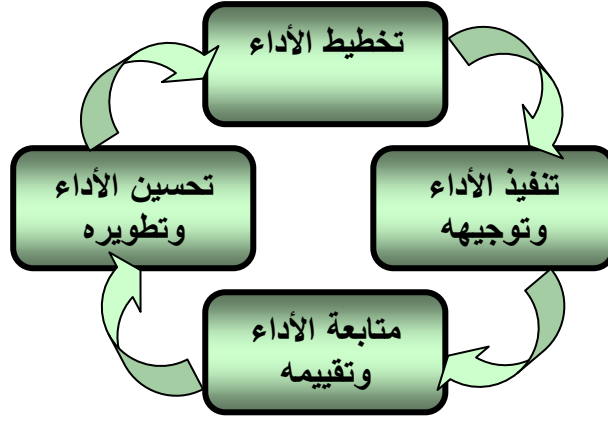 تخطيط الأداء
تنفيذ الأداء
وتوجيهه
متابعة الأداء
وتقييمه
تحسين الأداء
وتطويره